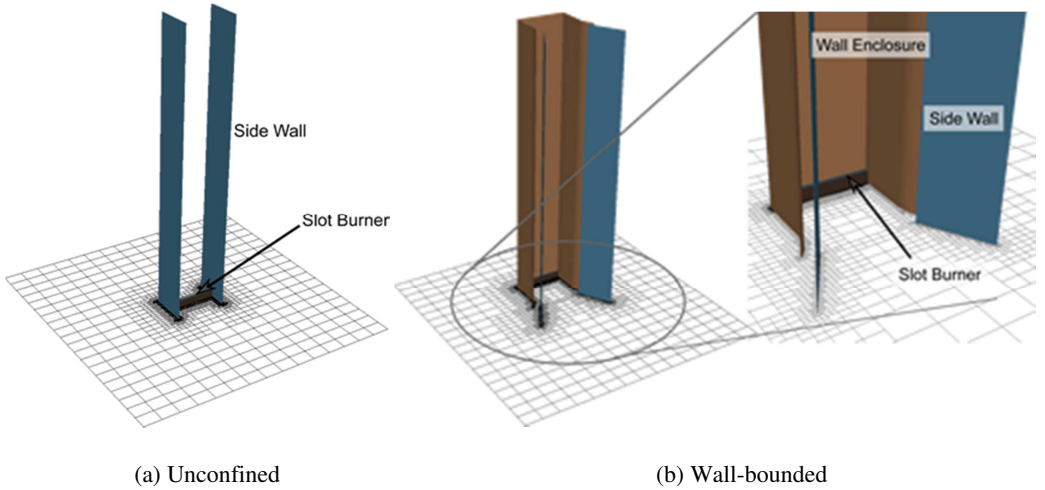 Side Wall
Slot Burner
Wall Enclosure
Side Wall
Slot Burner
(a) Unconfined
(b) Wall-bounded